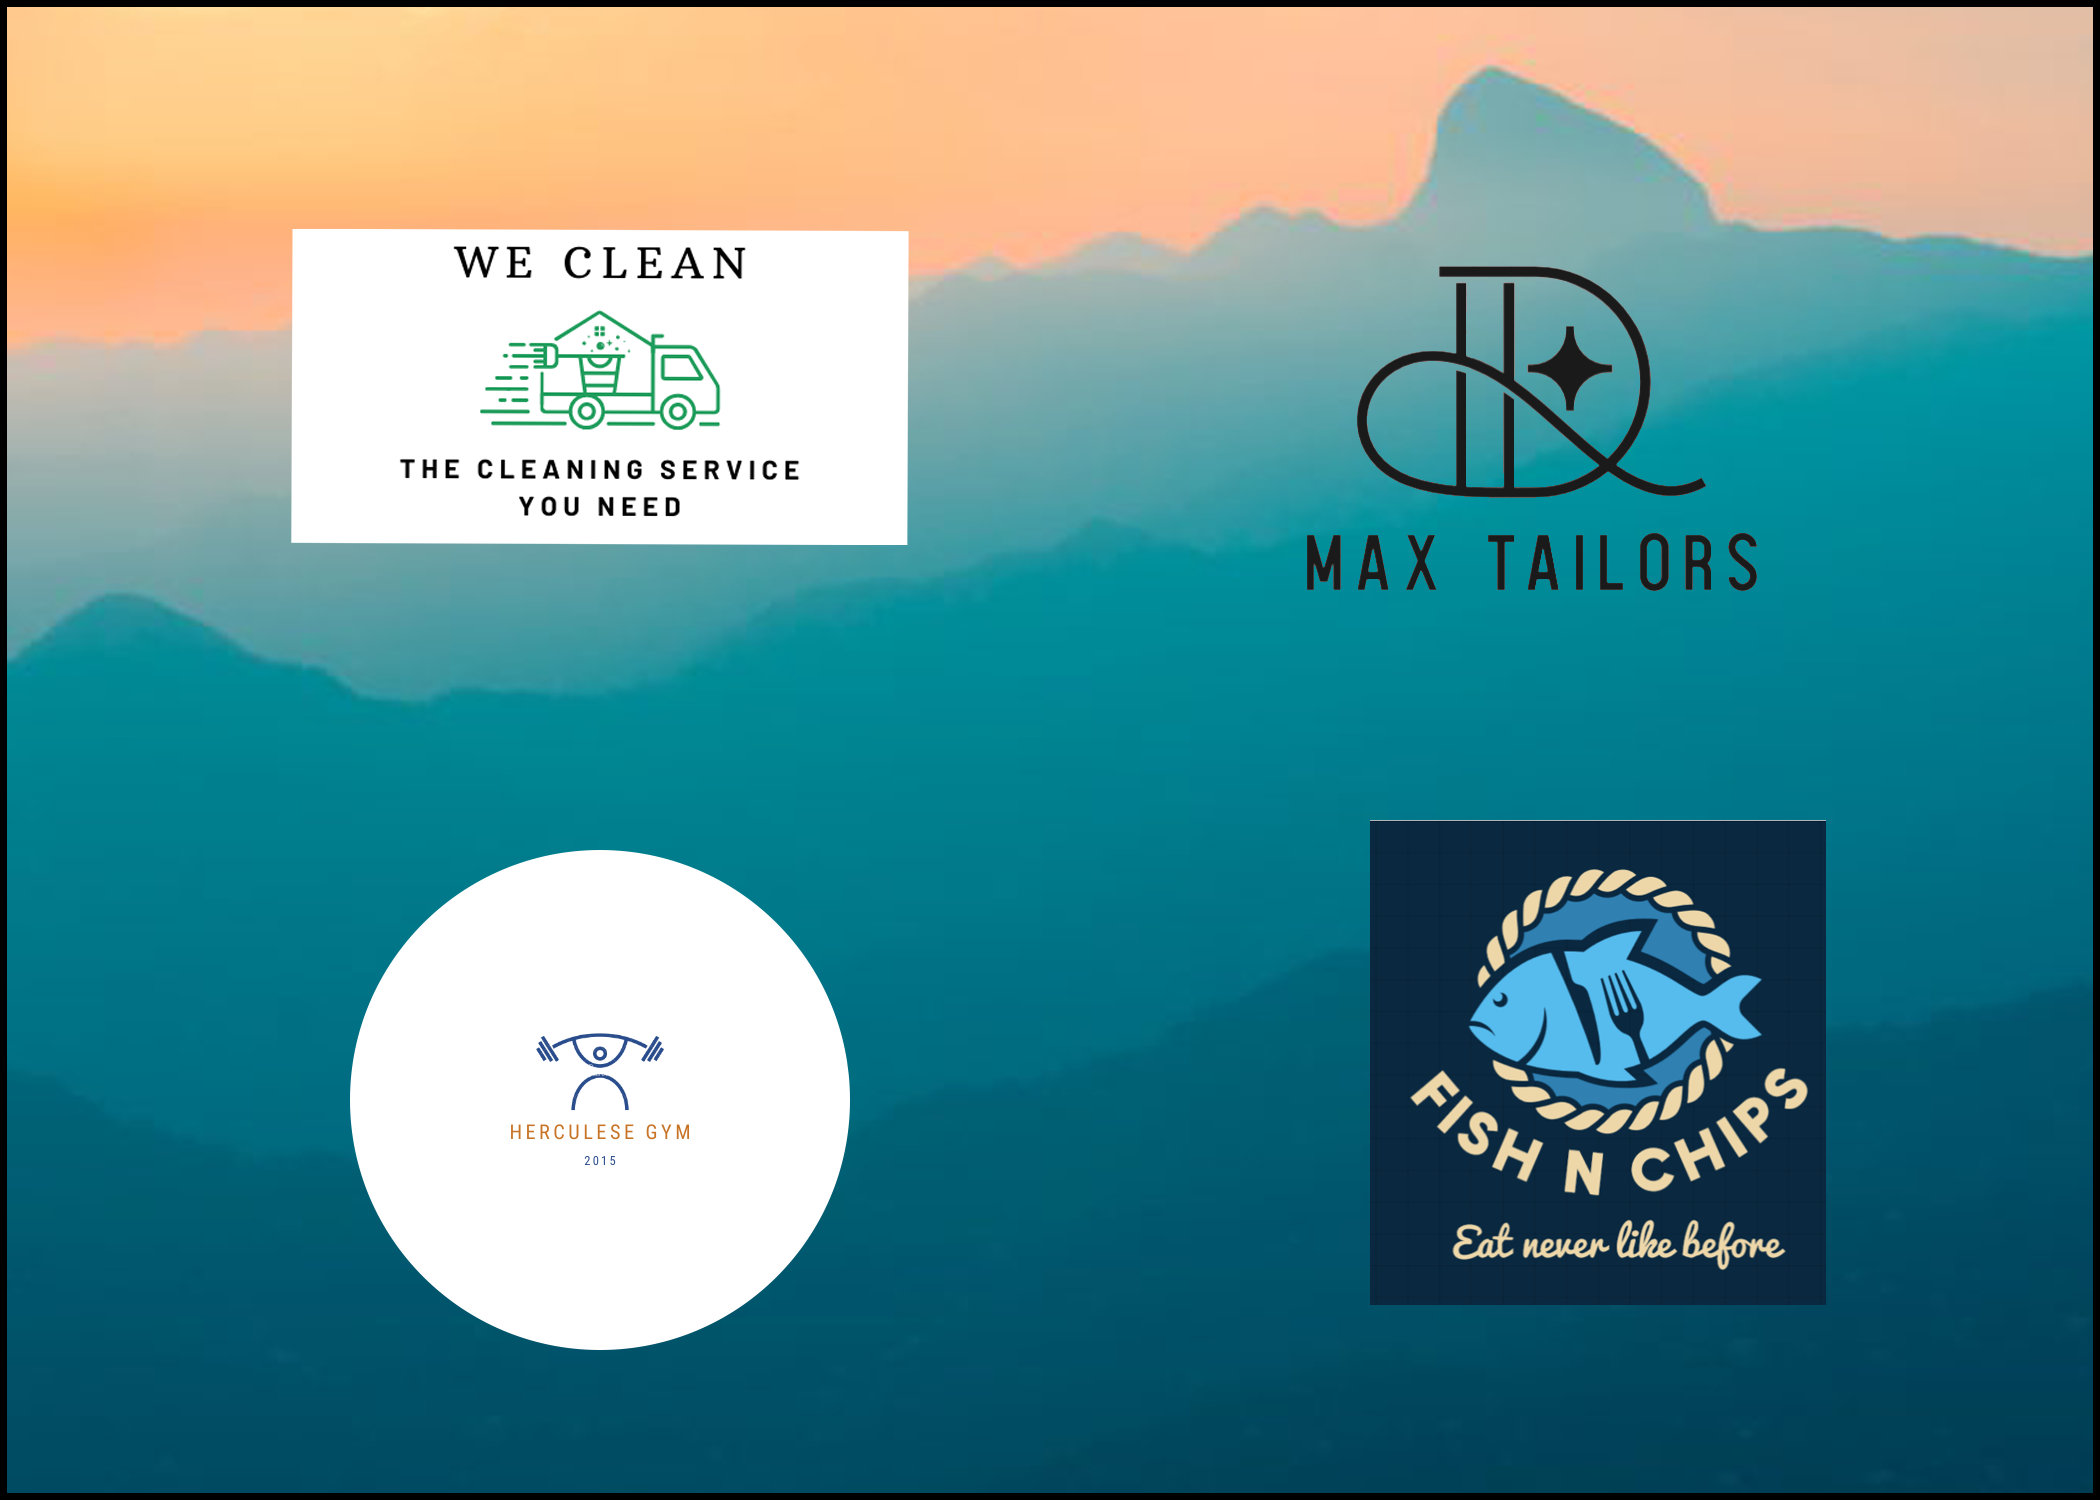 WE CLEAN
THE CLEANING SERVICE
YOU NEED
MAX TAILORS
HERCULESE GYM
2015
FISH N CHIPS
Eat never like before